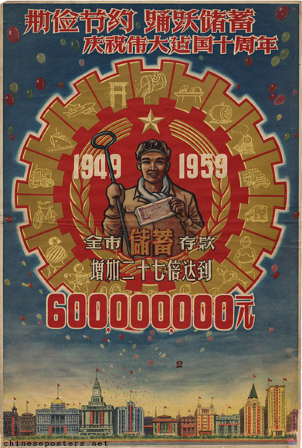 勤俭节约 踊跃储蓄
庆祝伟大祖国十周年
1949 1959
全市储蓄存款
增加二十七倍达到
600,000,000元
2
chineseposters.net